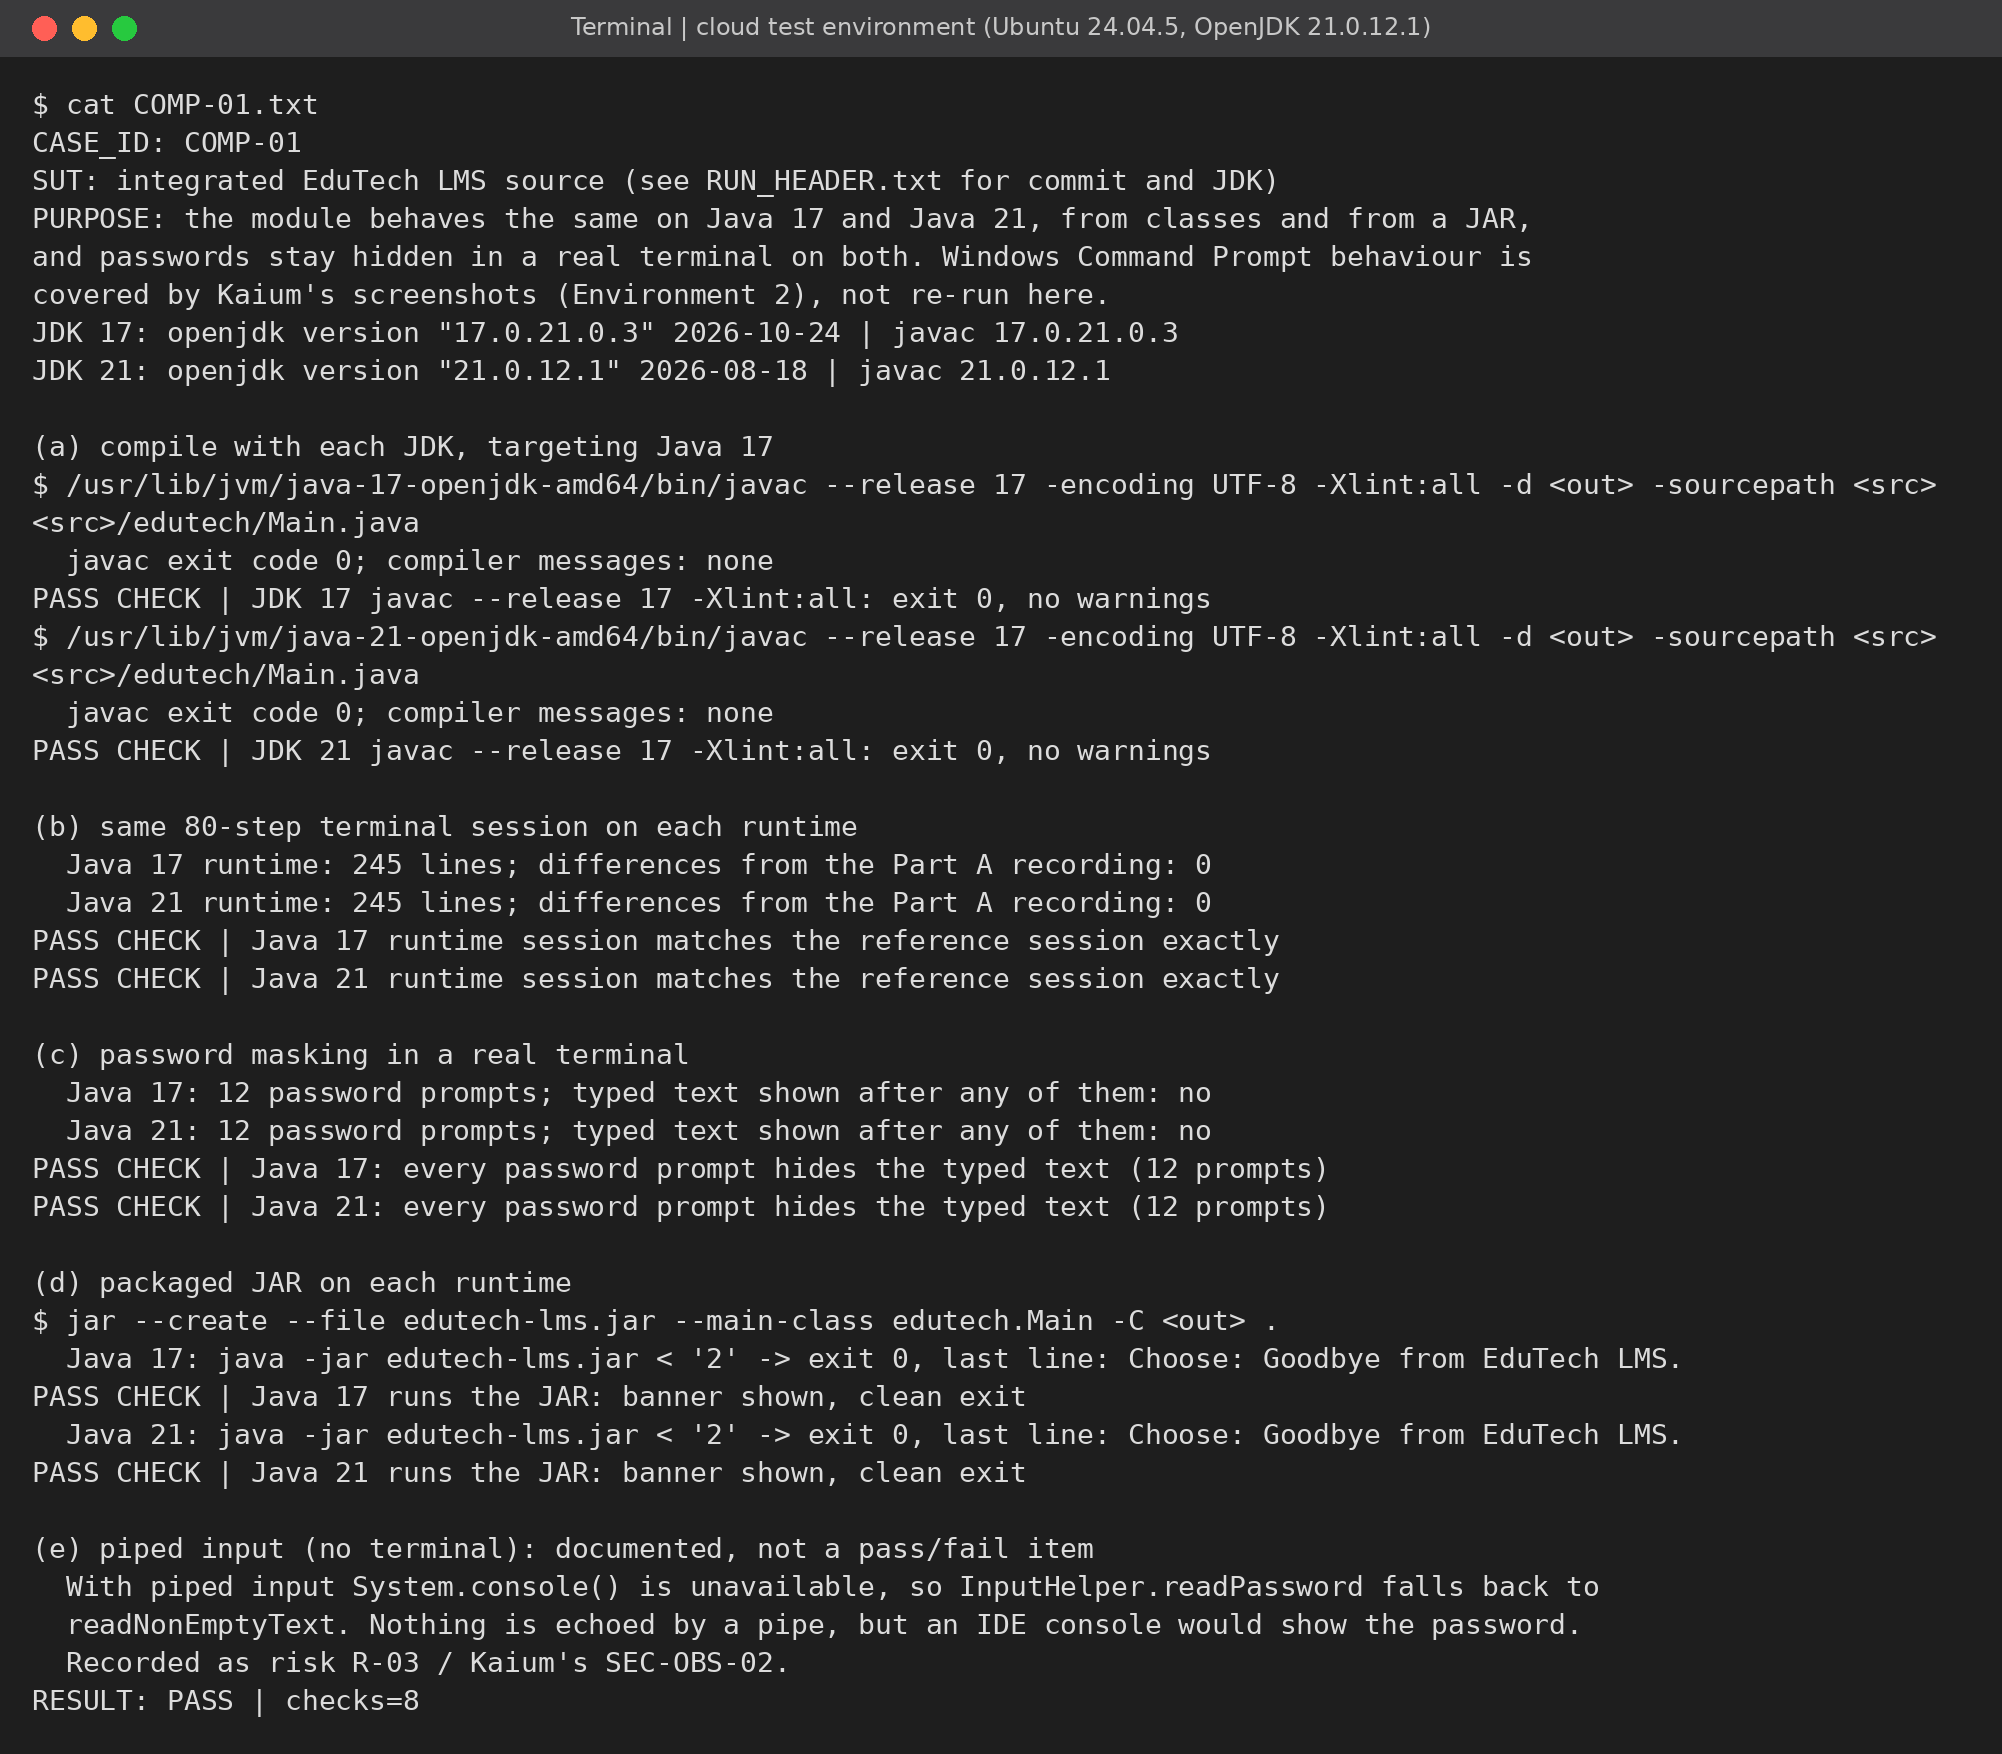 Terminal | cloud test environment (Ubuntu 24.04.5, OpenJDK 21.0.12.1)
$ cat COMP-01.txt
CASE_ID: COMP-01
SUT: integrated EduTech LMS source (see RUN_HEADER.txt for commit and JDK)
PURPOSE: the module behaves the same on Java 17 and Java 21, from classes and from a JAR,
and passwords stay hidden in a real terminal on both. Windows Command Prompt behaviour is
covered by Kaium's screenshots (Environment 2), not re-run here.
JDK 17: openjdk version "17.0.21.0.3" 2026-10-24 | javac 17.0.21.0.3
JDK 21: openjdk version "21.0.12.1" 2026-08-18 | javac 21.0.12.1

(a) compile with each JDK, targeting Java 17
$ /usr/lib/jvm/java-17-openjdk-amd64/bin/javac --release 17 -encoding UTF-8 -Xlint:all -d <out> -sourcepath <src>
<src>/edutech/Main.java
  javac exit code 0; compiler messages: none
PASS CHECK | JDK 17 javac --release 17 -Xlint:all: exit 0, no warnings
$ /usr/lib/jvm/java-21-openjdk-amd64/bin/javac --release 17 -encoding UTF-8 -Xlint:all -d <out> -sourcepath <src>
<src>/edutech/Main.java
  javac exit code 0; compiler messages: none
PASS CHECK | JDK 21 javac --release 17 -Xlint:all: exit 0, no warnings

(b) same 80-step terminal session on each runtime
  Java 17 runtime: 245 lines; differences from the Part A recording: 0
  Java 21 runtime: 245 lines; differences from the Part A recording: 0
PASS CHECK | Java 17 runtime session matches the reference session exactly
PASS CHECK | Java 21 runtime session matches the reference session exactly

(c) password masking in a real terminal
  Java 17: 12 password prompts; typed text shown after any of them: no
  Java 21: 12 password prompts; typed text shown after any of them: no
PASS CHECK | Java 17: every password prompt hides the typed text (12 prompts)
PASS CHECK | Java 21: every password prompt hides the typed text (12 prompts)

(d) packaged JAR on each runtime
$ jar --create --file edutech-lms.jar --main-class edutech.Main -C <out> .
  Java 17: java -jar edutech-lms.jar < '2' -> exit 0, last line: Choose: Goodbye from EduTech LMS.
PASS CHECK | Java 17 runs the JAR: banner shown, clean exit
  Java 21: java -jar edutech-lms.jar < '2' -> exit 0, last line: Choose: Goodbye from EduTech LMS.
PASS CHECK | Java 21 runs the JAR: banner shown, clean exit

(e) piped input (no terminal): documented, not a pass/fail item
  With piped input System.console() is unavailable, so InputHelper.readPassword falls back to
  readNonEmptyText. Nothing is echoed by a pipe, but an IDE console would show the password.
  Recorded as risk R-03 / Kaium's SEC-OBS-02.
RESULT: PASS | checks=8